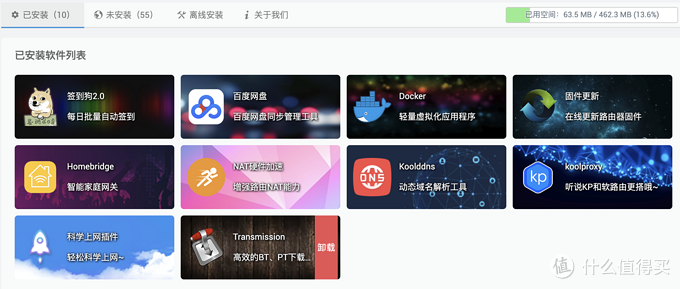 已安装（10）
未安装（55）
离线安装
关于我们
已用空间：63.5 MB / 462.3 MB (13.6%)
已安装软件列表
签到狗2.0
每日批量自动签到
百度网盘
百度网盘同步管理工具
Docker
轻量虚拟化应用程序
固件更新
在线更新路由器固件
Homebridge
智能家庭网关
NAT硬件加速
增强路由NAT能力
DNS
Koolddns
动态域名解析工具
kp
koolproxy
听说KP和软路由更搭哦~
科学上网插件
轻松科学上网~
Transmission
高效的BT、PT下载...
卸载
值 什么值得买